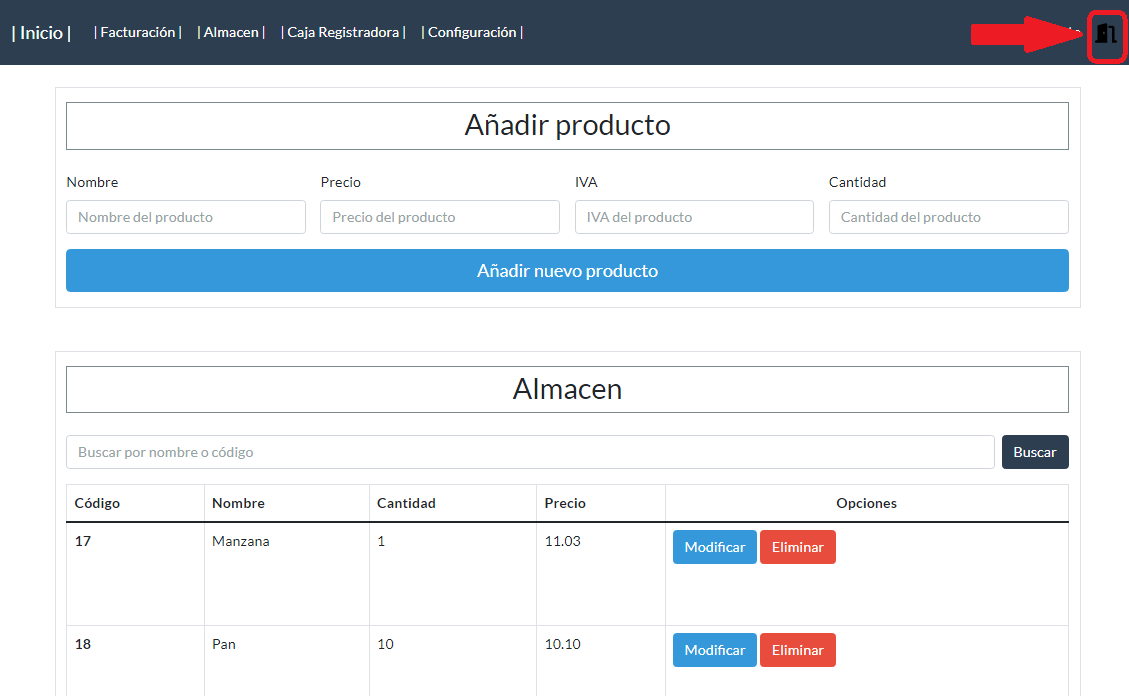 | Inicio | | Facturación | | Almacen | | Caja Registradora | | Configuración |
Añadir producto
Nombre Precio IVA Cantidad
Nombre del producto Precio del producto IVA del producto Cantidad del producto
Añadir nuevo producto
Almacen
Buscar por nombre o código Buscar
Código Nombre Cantidad Precio Opciones
17 Manzana 1 11.03 Modificar Eliminar
18 Pan 10 10.10 Modificar Eliminar